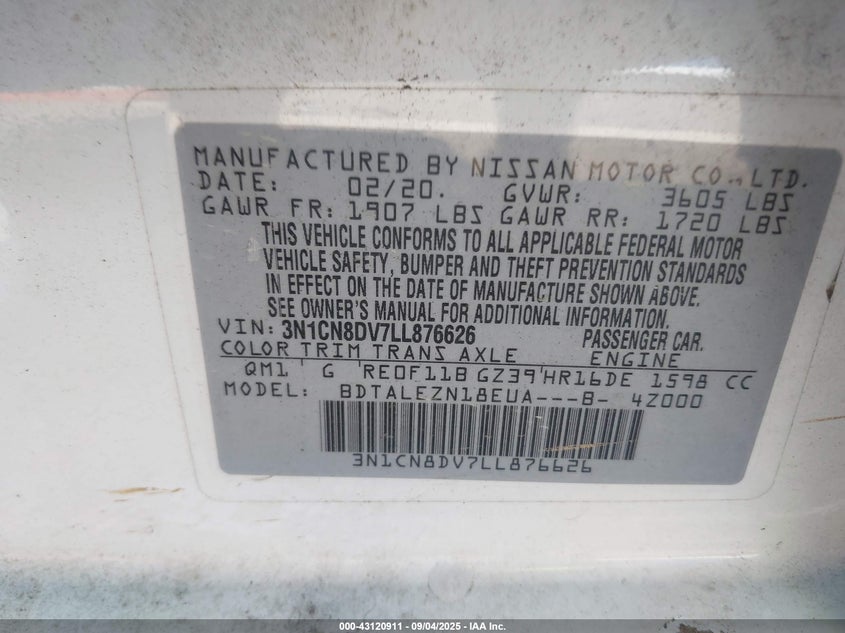 MANUFACTURED BY NISSAN MOTOR CO., LTD.
DATE: 02/20. GVWR: 3605 LBS
GAWR FR: 1907 LBS GAWR RR: 1720 LBS
THIS VEHICLE CONFORMS TO ALL APPLICABLE FEDERAL MOTOR
VEHICLE SAFETY, BUMPER AND THEFT PREVENTION STANDARDS
IN EFFECT ON THE DATE OF MANUFACTURE SHOWN ABOVE.
SEE OWNER'S MANUAL FOR ADDITIONAL INFORMATION.
VIN: 3N1CN8DV7LL876626 PASSENGER CAR.
COLOR TRIM TRANS AXLE ENGINE
QM1 G RE0F11B GZ39 HR16DE 1598 CC
MODEL: BDTALEZN18EUA---B- 4Z000
3N1CN8DV7LL876626
000-43120911 - 09/04/2025 - IAA Inc.